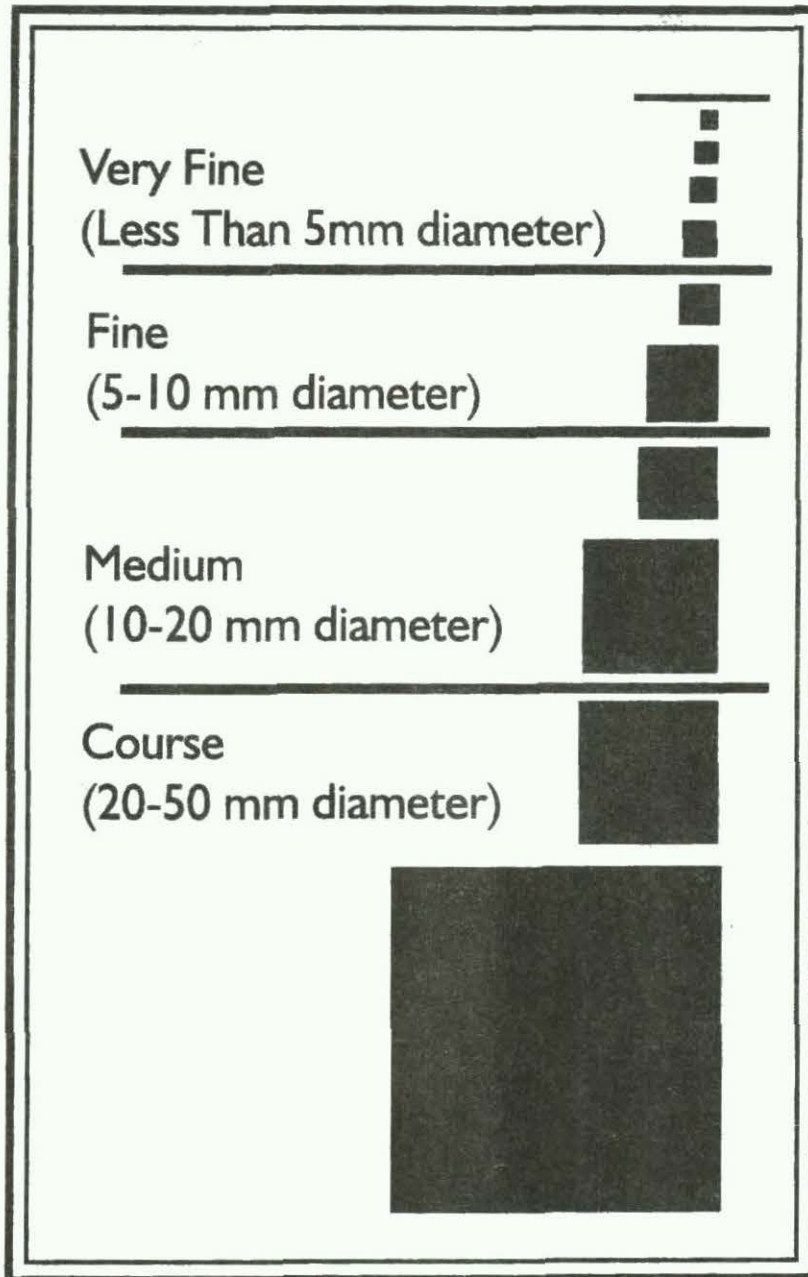 Very Fine
(Less Than 5mm diameter)
Fine
(5-10 mm diameter)
Medium
(10-20 mm diameter)
Course
(20-50 mm diameter)